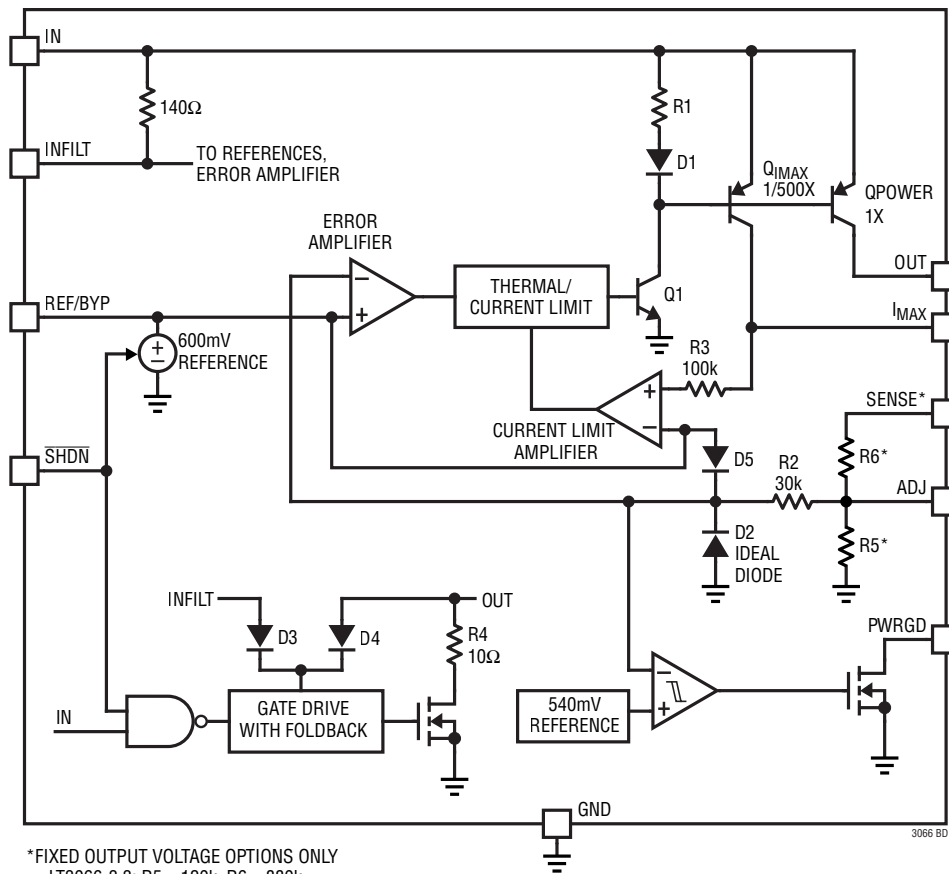 IN
140Ω
INFILT
TO REFERENCES,
ERROR AMPLIFIER
R1
D1
QIMAX
1/500X
QPOWER
1X
OUT
IMAX
ERROR
AMPLIFIER
−
+
THERMAL/
CURRENT LIMIT
Q1
REF/BYP
+
−
600mV
REFERENCE
R3
100k
+
−
CURRENT LIMIT
AMPLIFIER
SENSE*
SHDN
D5
R2
30k
R6*
ADJ
D2
IDEAL
DIODE
R5*
INFILT
OUT
D3
D4
R4
10Ω
PWRGD
IN
GATE DRIVE
WITH FOLDBACK
540mV
REFERENCE
−
+
GND
3066 BD
*FIXED OUTPUT VOLTAGE OPTIONS ONLY